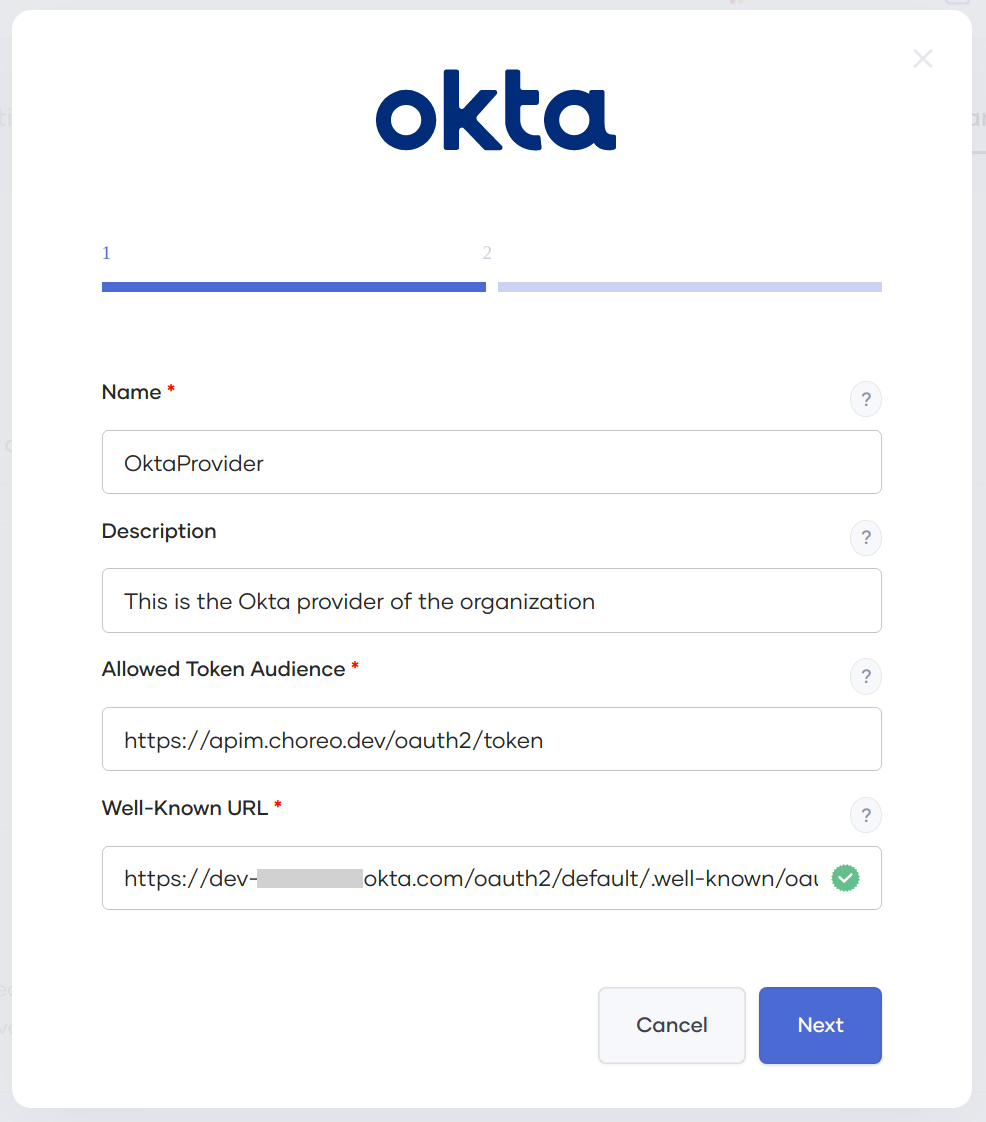 okta
1 2
Name *
?
OktaProvider
Description
?
This is the Okta provider of the organization
Allowed Token Audience *
?
https://apim.choreo.dev/oauth2/token
Well-Known URL *
?
https://dev- okta.com/oauth2/default/.well-known/oau
Cancel Next